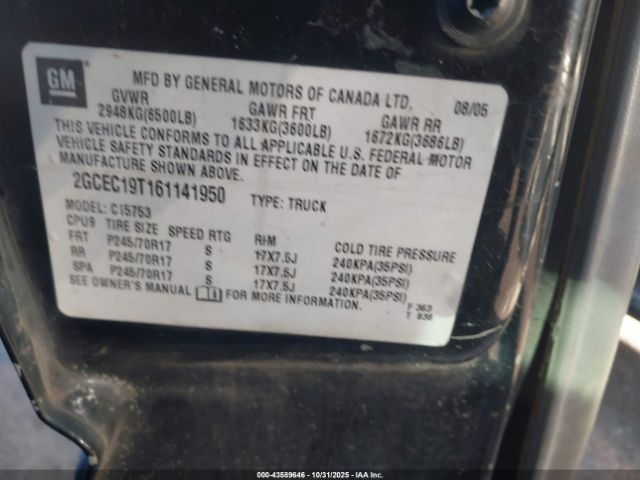 GM
MFD BY GENERAL MOTORS OF CANADA LTD. 08/05
GVWR GAWR FRT GAWR RR
2948KG(6500LB) 1633KG(3600LB) 1672KG(3686LB)
THIS VEHICLE CONFORMS TO ALL APPLICABLE U.S. FEDERAL MOTOR
VEHICLE SAFETY STANDARDS IN EFFECT ON THE DATE OF
MANUFACTURE SHOWN ABOVE.
2GCEC19T161141950 TYPE: TRUCK
MODEL: C15753
CPU9 TIRE SIZE SPEED RTG RIM COLD TIRE PRESSURE
FRT P245/70R17 S 17X7.5J 240KPA(35PSI)
RR P245/70R17 S 17X7.5J 240KPA(35PSI)
SPA P245/70R17 S 17X7.5J 240KPA(35PSI)
SEE OWNER'S MANUAL FOR MORE INFORMATION.
F 363
T 836
000-43589646 - 10/31/2025 - IAA Inc.